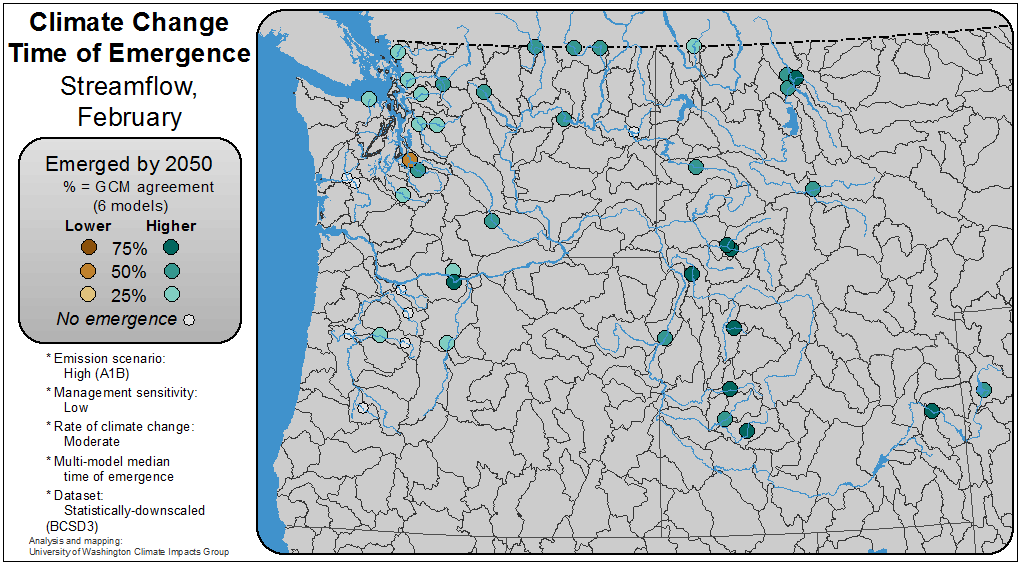 Climate Change
Time of Emergence
Streamflow,
February
Emerged by 2050
% = GCM agreement
(6 models)
Lower Higher
75%
50%
25%
No emergence
* Emission scenario:
High (A1B)
* Management sensitivity:
Low
* Rate of climate change:
Moderate
* Multi-model median
time of emergence
* Dataset:
Statistically-downscaled
(BCSD3)
Analysis and mapping:
University of Washington Climate Impacts Group